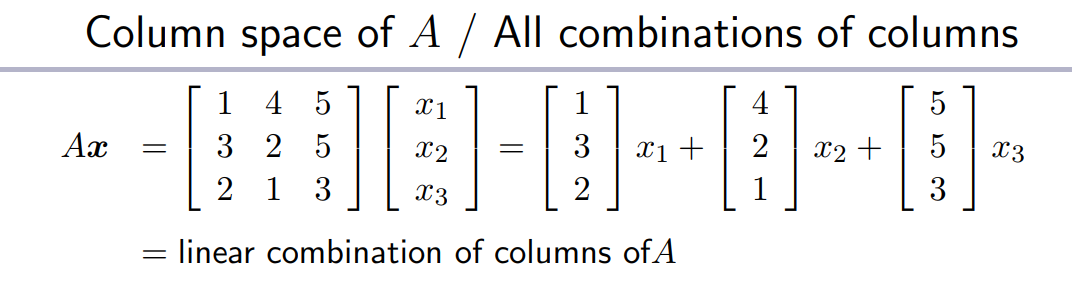 Column space of A / All combinations of columns
Ax = [ 1 4 5 ; 3 2 5 ; 2 1 3 ] [ x₁ ; x₂ ; x₃ ] = [ 1 ; 3 ; 2 ] x₁ + [ 4 ; 2 ; 1 ] x₂ + [ 5 ; 5 ; 3 ] x₃
= linear combination of columns ofA